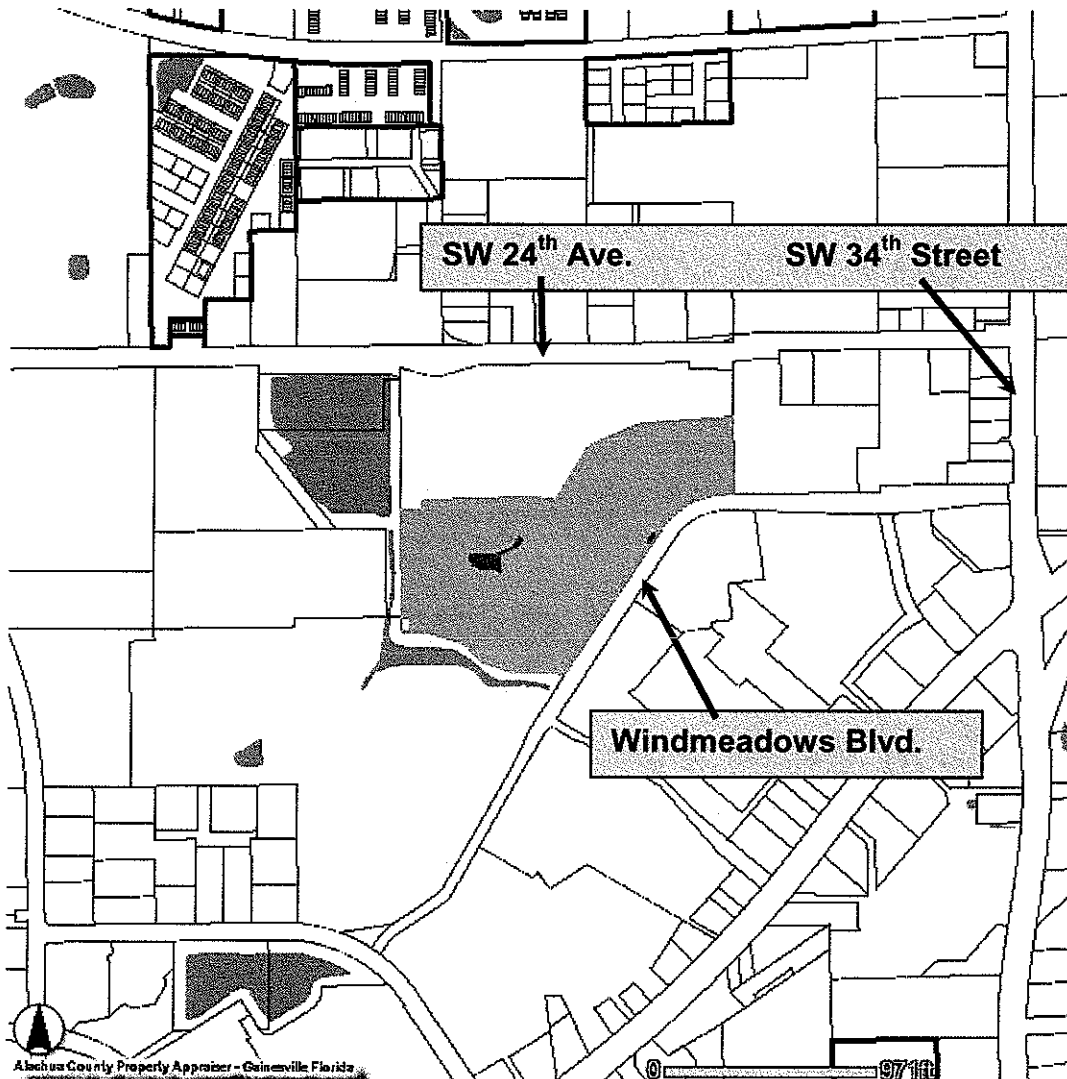 SW 24th Ave.
SW 34th Street
Windmeadows Blvd.
Alachua County Property Appraiser - Gainesville Florida
0 971ft